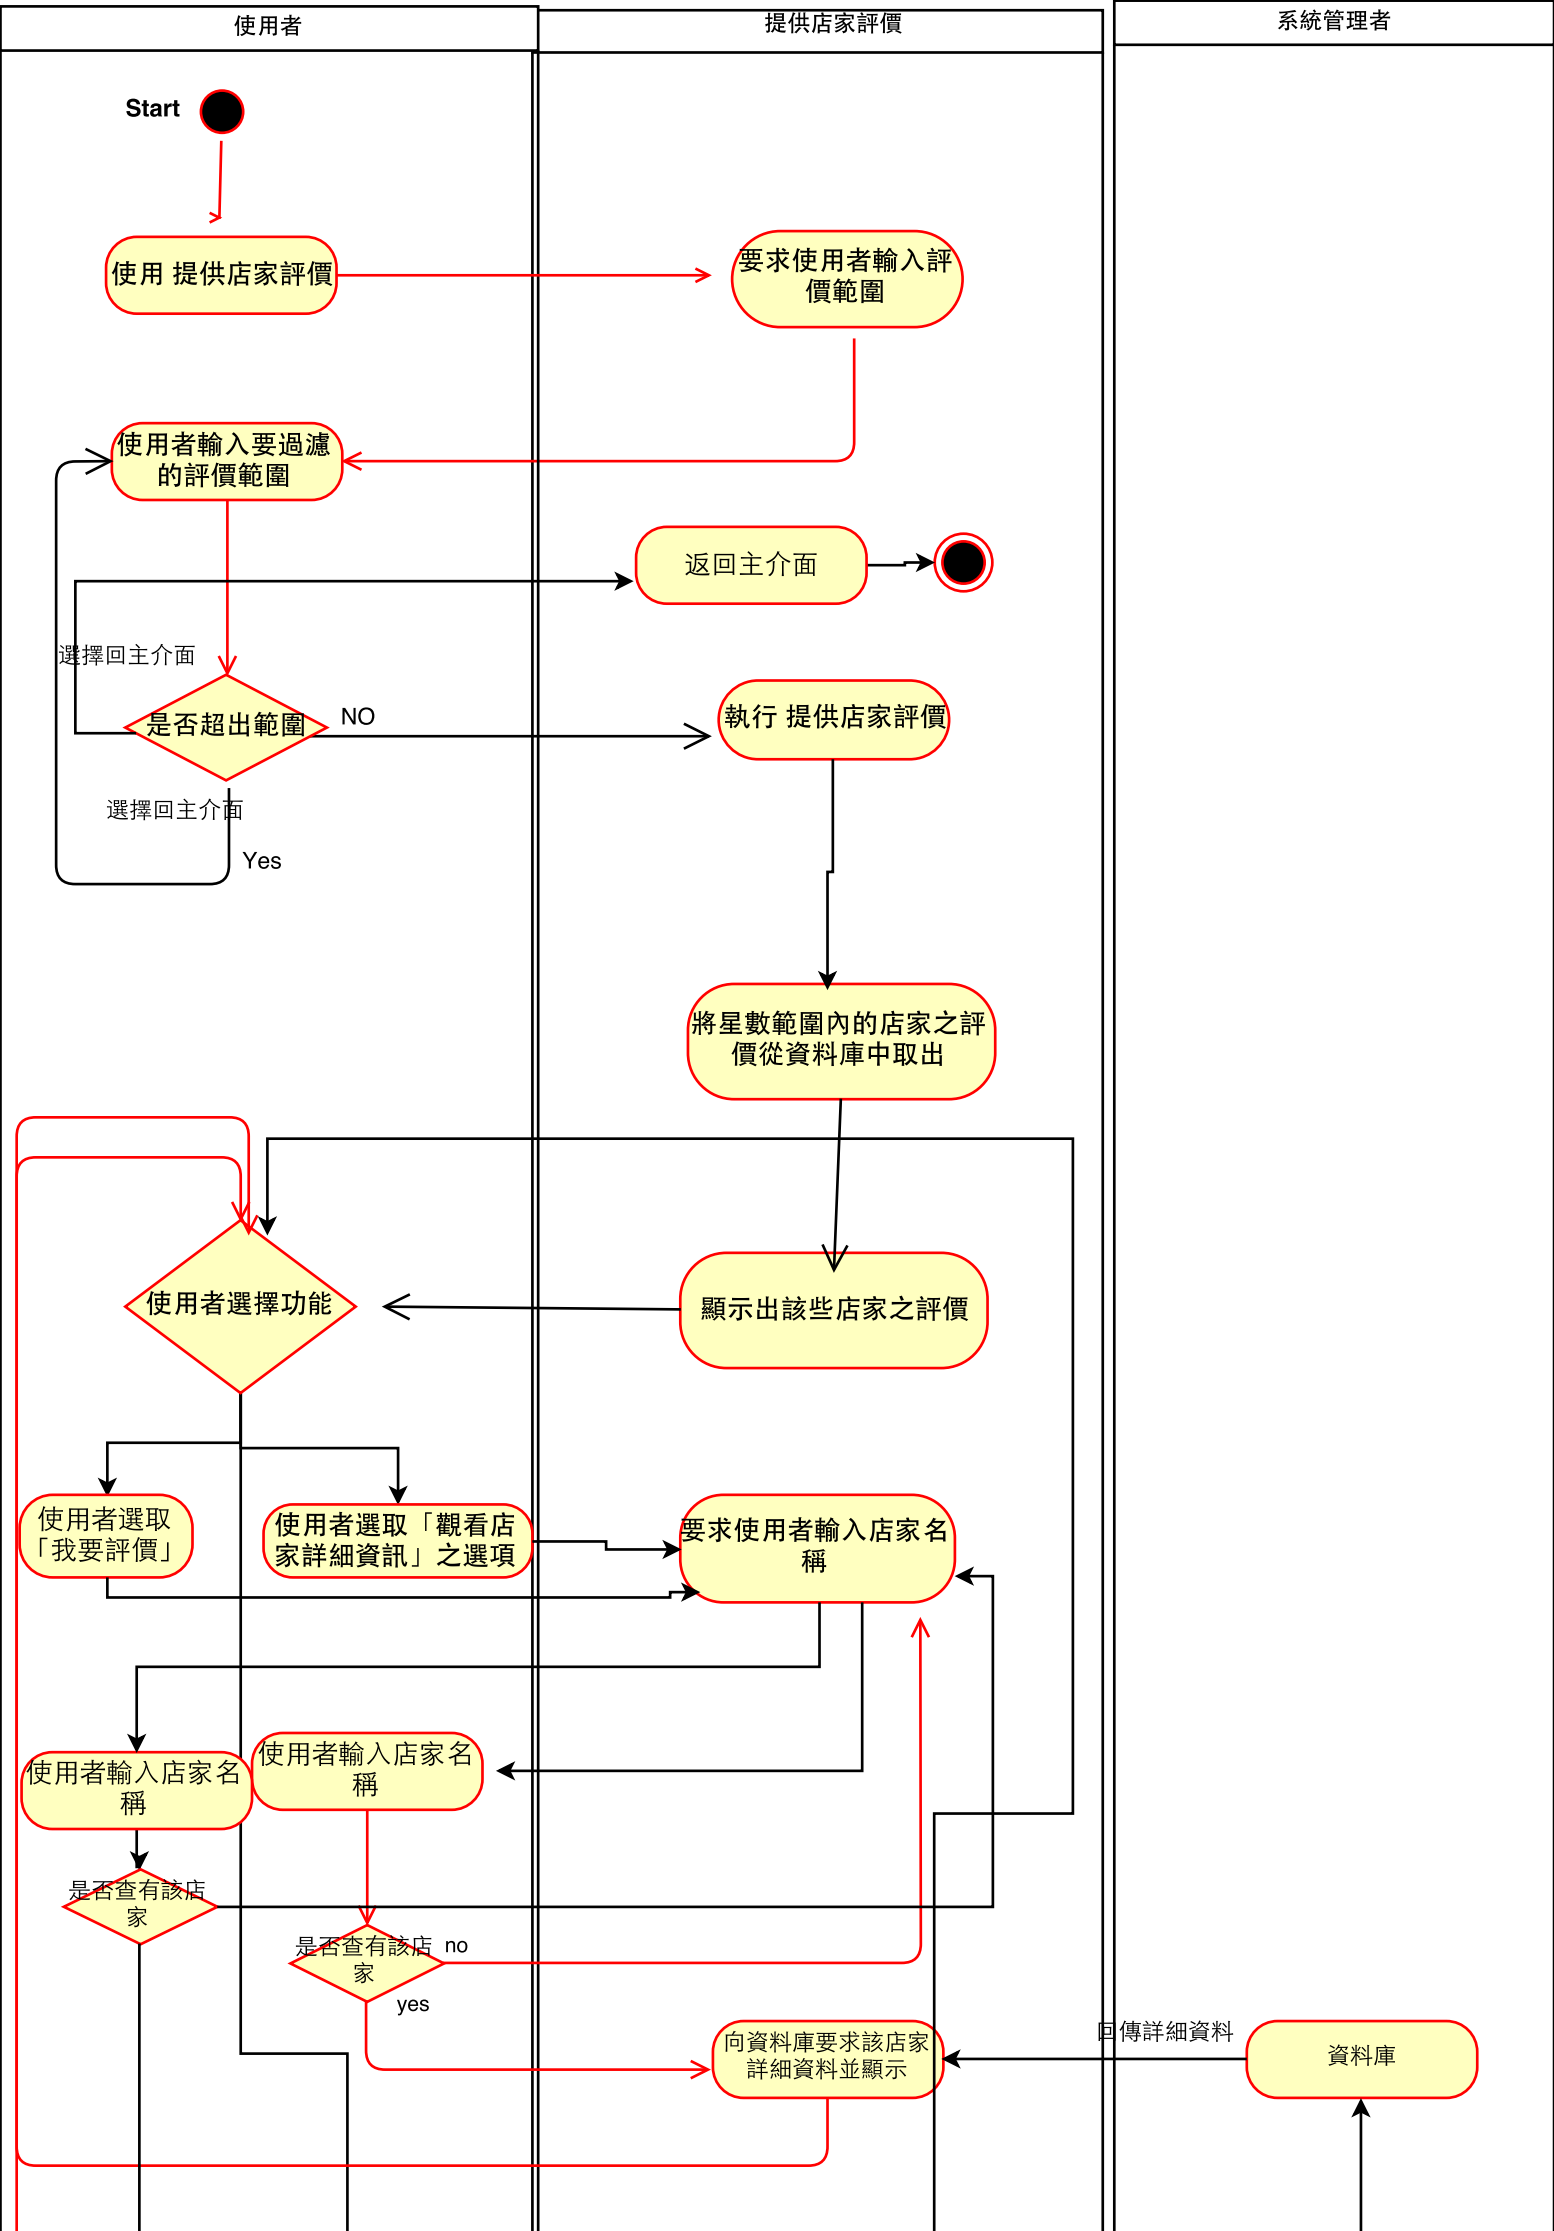 使用者
提供店家評價
系統管理者
Start
使用 提供店家評價
要求使用者輸入評
價範圍
使用者輸入要過濾
的評價範圍
返回主介面
選擇回主介面
是否超出範圍
NO
執行 提供店家評價
選擇回主介面
Yes
將星數範圍內的店家之評
價從資料庫中取出
使用者選擇功能
顯示出該些店家之評價
使用者選取
「我要評價」
使用者選取「觀看店
家詳細資訊」之選項
要求使用者輸入店家名
稱
使用者輸入店家名
稱
使用者輸入店家名
稱
是否查有該店
家
是否查有該店
家
no
yes
向資料庫要求該店家
詳細資料並顯示
回傳詳細資料
資料庫